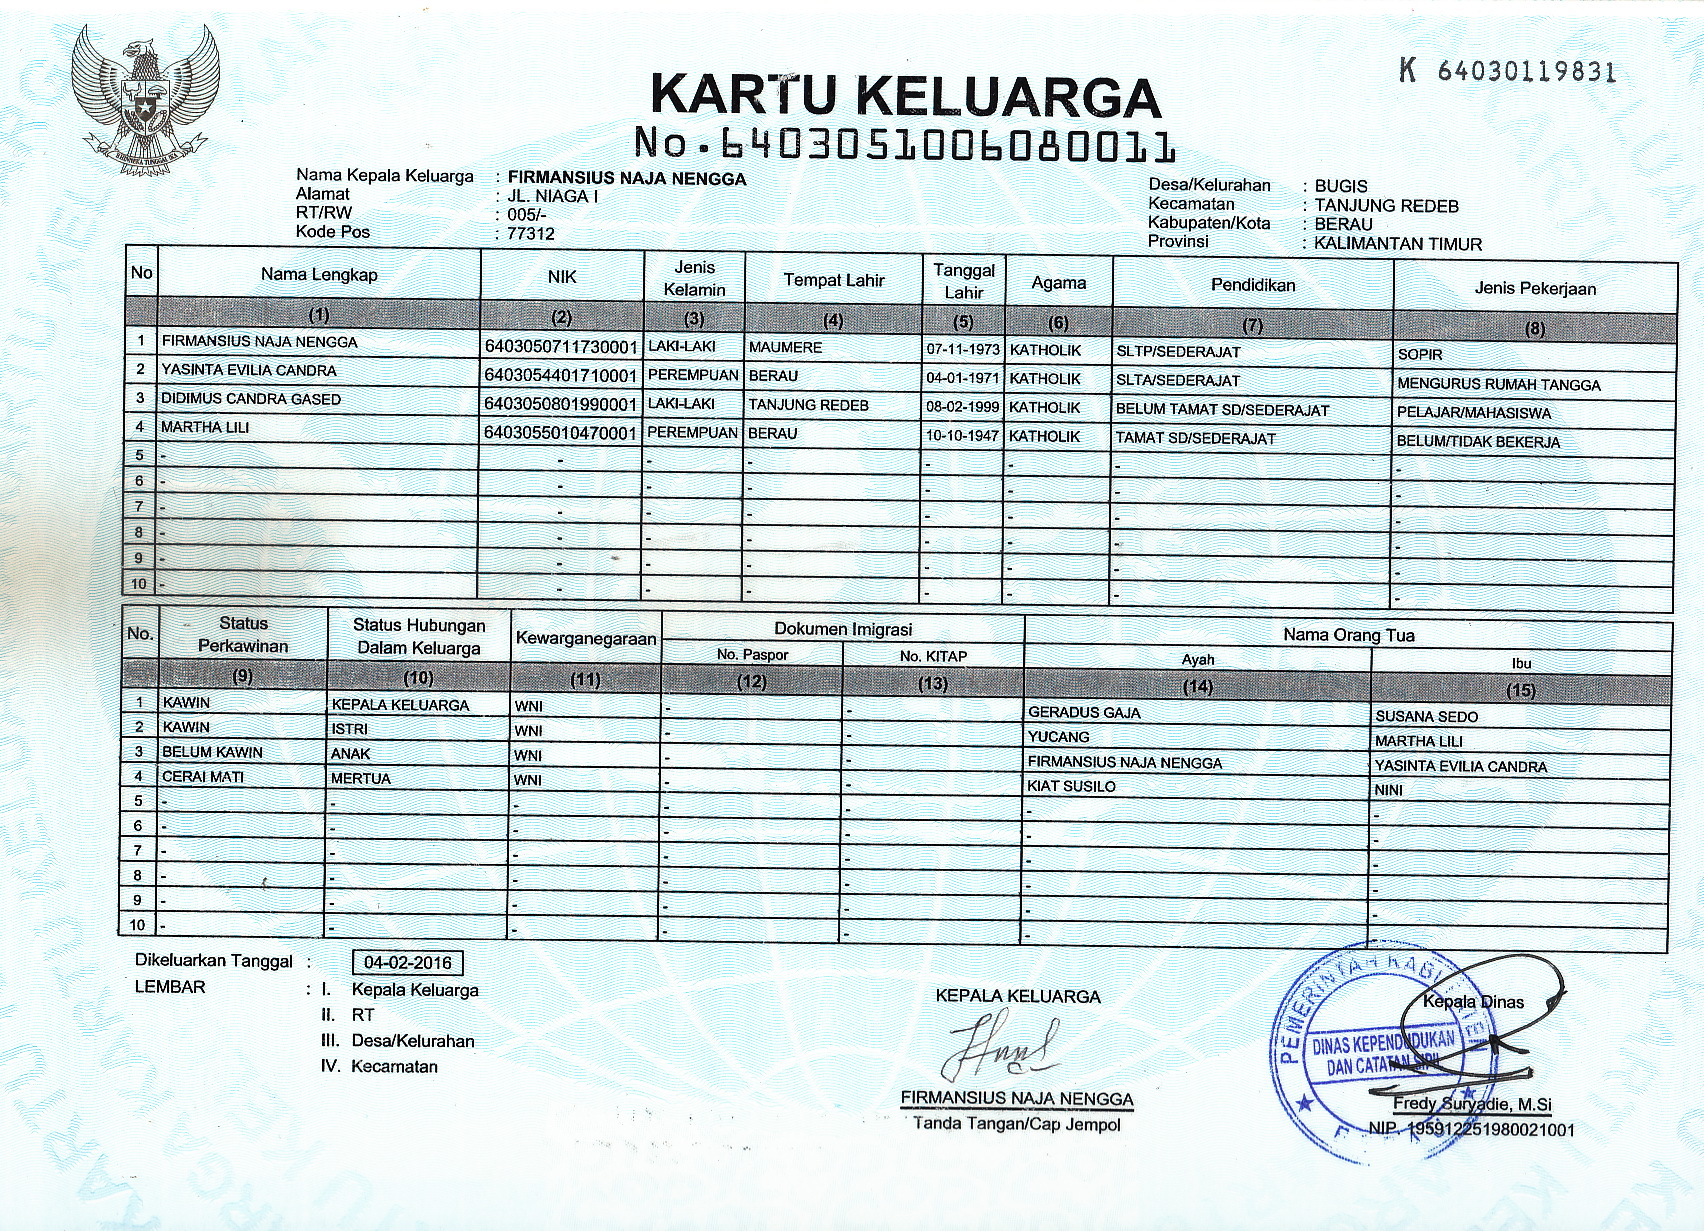 K 64030119831
KARTU KELUARGA
No.6403051006080011
Nama Kepala Keluarga : FIRMANSIUS NAJA NENGGA
Alamat : JL. NIAGA I
RT/RW : 005/-
Kode Pos : 77312
Desa/Kelurahan : BUGIS
Kecamatan : TANJUNG REDEB
Kabupaten/Kota : BERAU
Provinsi : KALIMANTAN TIMUR
No Nama Lengkap NIK Jenis Kelamin Tempat Lahir Tanggal Lahir Agama Pendidikan Jenis Pekerjaan
(1) (2) (3) (4) (5) (6) (7) (8)
1 FIRMANSIUS NAJA NENGGA 6403050711730001 LAKI-LAKI MAUMERE 07-11-1973 KATHOLIK SLTP/SEDERAJAT SOPIR
2 YASINTA EVILIA CANDRA 6403054401710001 PEREMPUAN BERAU 04-01-1971 KATHOLIK SLTA/SEDERAJAT MENGURUS RUMAH TANGGA
3 DIDIMUS CANDRA GASED 6403050801990001 LAKI-LAKI TANJUNG REDEB 08-02-1999 KATHOLIK BELUM TAMAT SD/SEDERAJAT PELAJAR/MAHASISWA
4 MARTHA LILI 6403055010470001 PEREMPUAN BERAU 10-10-1947 KATHOLIK TAMAT SD/SEDERAJAT BELUM/TIDAK BEKERJA
5 - - - - - - - -
6 - - - - - - - -
7 - - - - - - - -
8 - - - - - - - -
9 - - - - - - - -
10 - - - - - - - -
No. Status Perkawinan Status Hubungan Dalam Keluarga Kewarganegaraan Dokumen Imigrasi Nama Orang Tua
No. Paspor No. KITAP Ayah Ibu
(9) (10) (11) (12) (13) (14) (15)
1 KAWIN KEPALA KELUARGA WNI - - GERADUS GAJA SUSANA SEDO
2 KAWIN ISTRI WNI - - YUCANG MARTHA LILI
3 BELUM KAWIN ANAK WNI - - FIRMANSIUS NAJA NENGGA YASINTA EVILIA CANDRA
4 CERAI MATI MERTUA WNI - - KIAT SUSILO NINI
5 - - - - - - -
6 - - - - - - -
7 - - - - - - -
8 - - - - - - -
9 - - - - - - -
10 - - - - - - -
Dikeluarkan Tanggal : 04-02-2016
LEMBAR : I. Kepala Keluarga
II. RT
III. Desa/Kelurahan
IV. Kecamatan
KEPALA KELUARGA
FIRMANSIUS NAJA NENGGA
Tanda Tangan/Cap Jempol
Kepala Dinas
PEMERINTAH
DINAS KEPENDUDUKAN
DAN CATATAN SIPIL
Fredy Suryadie, M.Si
NIP. 195912251980021001